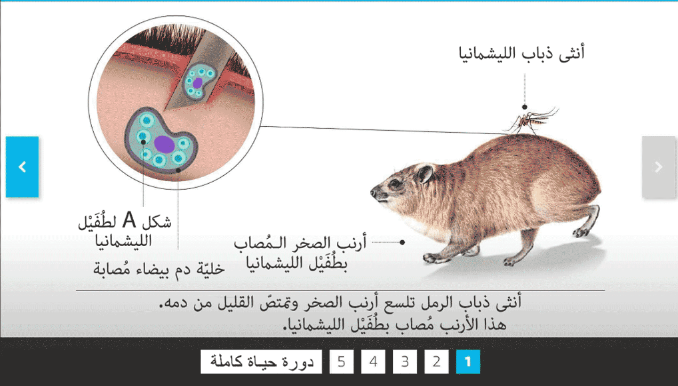 أنثى ذباب الليشمانيا
شكل A لطُفَيْل
الليشمانيا
خليّة دم بيضاء مُصابة
أرنب الصخر الـمُصاب
بطُفَيْل الليشمانيا
أنثى ذباب الرمل تلسع أرنب الصخر وتمتصّ القليل من دمه.
هذا الأرنب مُصاب بطُفَيْل الليشمانيا.
1 2 3 4 5 دورة حياة كاملة